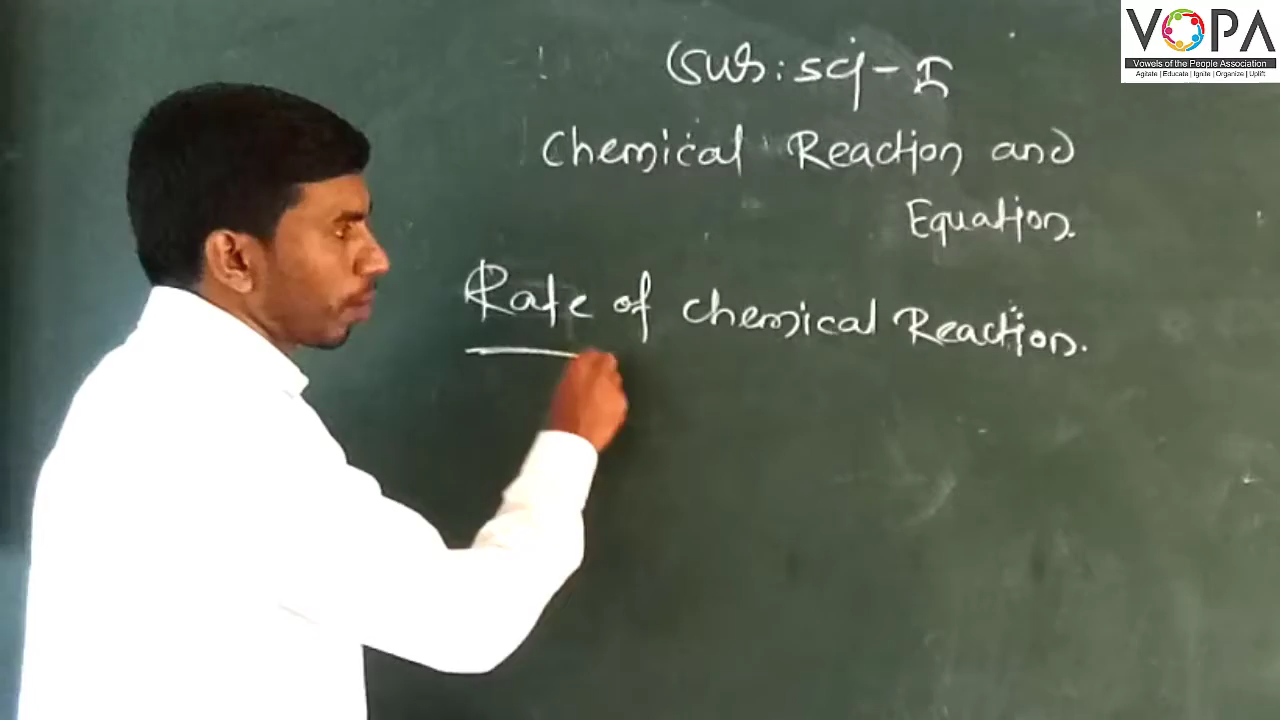 VOPA
Vowels of the People Association
Agitate | Educate | Ignite | Organize | Uplift
Sub: sci - I
Chemical Reaction and
Equation.
Rate of chemical Reaction.